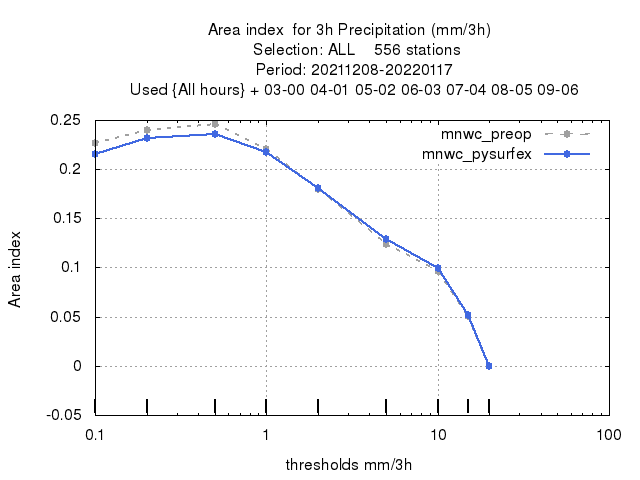 Area index  for 3h Precipitation (mm/3h)
Selection: ALL    556 stations
Period: 20211208-20220117
Used {All hours} + 03-00 04-01 05-02 06-03 07-04 08-05 09-06
mnwc_preop
mnwc_pysurfex
0.25
0.2
0.15
0.1
0.05
0
-0.05
Area index
0.1 1 10 100
thresholds mm/3h